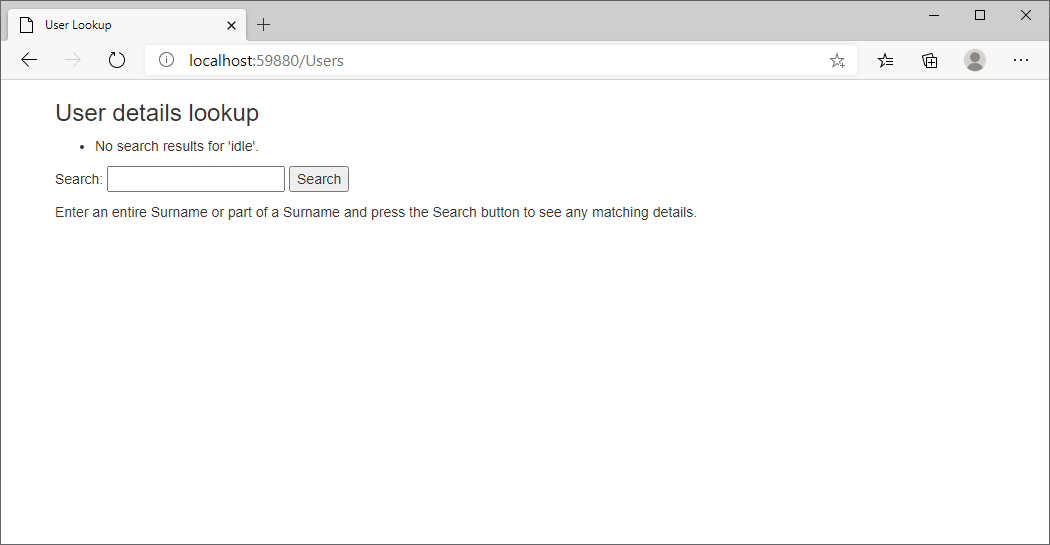 User Lookup
localhost:59880/Users
User details lookup
No search results for 'idle'.
Search: Search
Enter an entire Surname or part of a Surname and press the Search button to see any matching details.